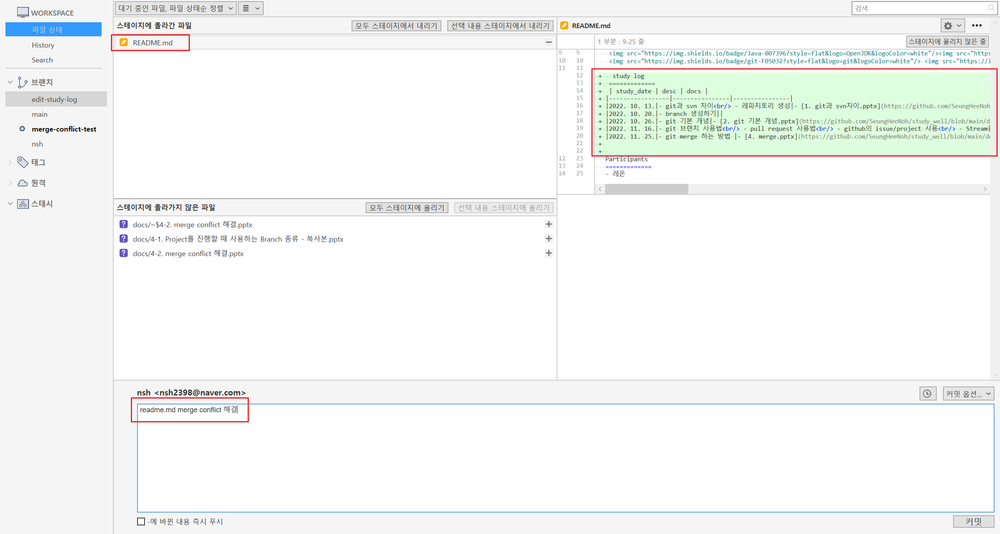 WORKSPACE
파일 상태
History
Search
브랜치
edit-study-log
main
merge-conflict-test
nsh
태그
원격
스태시
대기 중인 파일, 파일 상태순 정렬
검색
스테이지에 올라간 파일
모두 스테이지에서 내리기
선택 내용 스테이지에서 내리기
README.md
스테이지에 올라가지 않은 파일
모두 스테이지에 올리기
선택 내용 스테이지에 올리기
docs/~$4-2. merge conflict 해결.pptx
docs/4-1. Project를 진행할 때 사용하는 Branch 종류 - 복사본.pptx
docs/4-2. merge conflict 해결.pptx
README.md
1 부분 : 9-25 줄
스테이지에 올리지 않은 줄
9 9 <img src="https://img.shields.io/badge/Java-007396?style=flat&logo=OpenJDK&logoColor=white"/><img src="https
10 10 <img src="https://img.shields.io/badge/git-F05032?style=flat&logo=git&logoColor=white"/> <img src="https://i
11 11
12 + study log
13 + =============
14 + | study_date | desc | docs |
15 + |-----------------|----------------|----------------|
16 + |2022. 10. 13.|- git과 svn 차이<br/> - 레파지토리 생성|- [1. git과 svn차이.pptx](https://github.com/SeungHeeNoh
17 + |2022. 10. 20.|- branch 생성하기||
18 + |2022. 10. 26.|- git 기본 개념|- [2. git 기본 개념.pptx](https://github.com/SeungHeeNoh/study_well/blob/main/d
19 + |2022. 11. 16.|- git 브랜치 사용법<br/> - pull request 사용법<br/> - github의 issue/project 사용<br/> - Stream을
20 + |2022. 11. 25.|- git merge 하는 방법 |- [4. merge.pptx](https://github.com/SeungHeeNoh/study_well/blob/main/do
21 +
22 +
12 23 Participants
13 24 =============
14 25 - 레온
nsh <nsh2398@naver.com>
커밋 옵션...
readme.md merge conflict 해결
-에 바뀐 내용 즉시 푸시
커밋